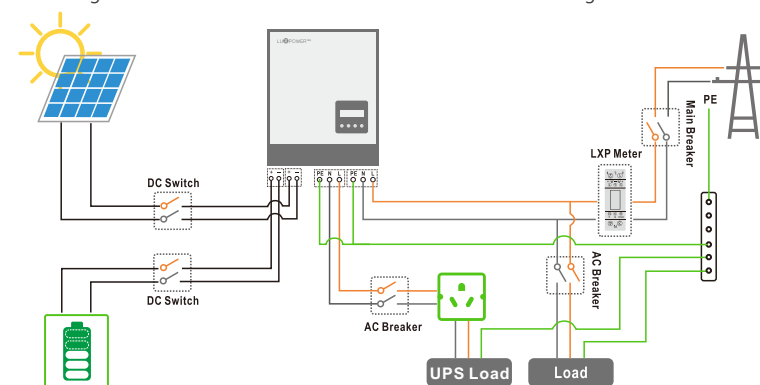 LUXPOWER
PE
Main Breaker
LXP Meter
DC Switch
+ - + -
PE N L PE N L
DC Switch
AC Breaker
AC Breaker
UPS Load
Load